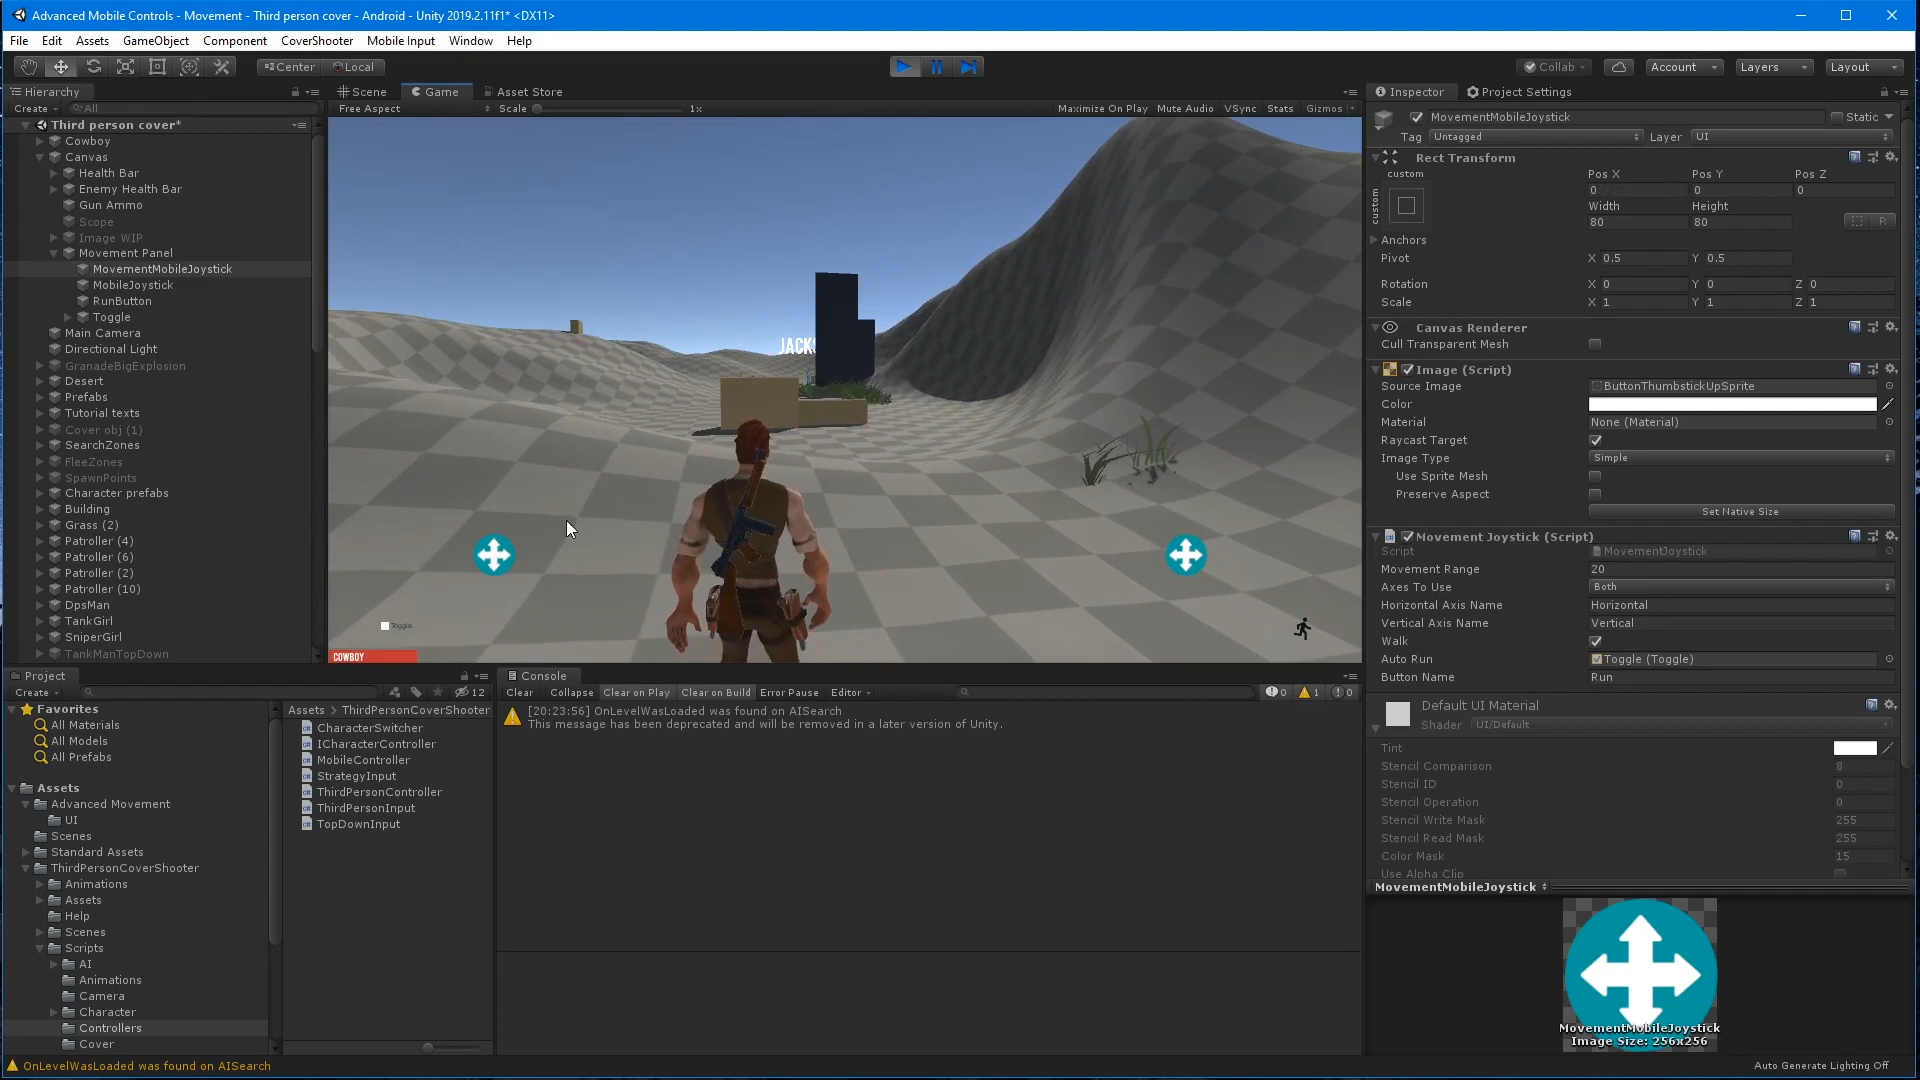 Advanced Mobile Controls - Movement - Third person cover - Android - Unity 2019.2.11f1* <DX11>
File Edit Assets GameObject Component CoverShooter Mobile Input Window Help
Center Local Collab Account Layers Layout
Hierarchy
Create All
Third person cover*
Cowboy
Canvas
Health Bar
Enemy Health Bar
Gun Ammo
Scope
Image WIP
Movement Panel
MovementMobileJoystick
MobileJoystick
RunButton
Toggle
Main Camera
Directional Light
GranadeBigExplosion
Desert
Prefabs
Tutorial texts
Cover obj (1)
SearchZones
FleeZones
SpawnPoints
Character prefabs
Building
Grass (2)
Patroller (4)
Patroller (6)
Patroller (2)
Patroller (10)
DpsMan
TankGirl
SniperGirl
TankManTopDown
Scene Game Asset Store
Free Aspect Scale 1x Maximize On Play Mute Audio VSync Stats Gizmos
JACKS
Toggle
COWBOY
Inspector Project Settings
MovementMobileJoystick Static
Tag Untagged Layer UI
Rect Transform
custom Pos X Pos Y Pos Z
custom
0 0 0
Width Height
80 80 R
Anchors
Pivot X 0.5 Y 0.5
Rotation X 0 Y 0 Z 0
Scale X 1 Y 1 Z 1
Canvas Renderer
Cull Transparent Mesh
Image (Script)
Source Image ButtonThumbstickUpSprite
Color
Material None (Material)
Raycast Target
Image Type Simple
Use Sprite Mesh
Preserve Aspect
Set Native Size
Movement Joystick (Script)
Script MovementJoystick
Movement Range 20
Axes To Use Both
Horizontal Axis Name Horizontal
Vertical Axis Name Vertical
Walk
Auto Run Toggle (Toggle)
Button Name Run
Default UI Material
Shader UI/Default
Tint
Stencil Comparison 8
Stencil ID 0
Stencil Operation 0
Stencil Write Mask 255
Stencil Read Mask 255
Color Mask 15
Use Alpha Clip
MovementMobileJoystick
MovementMobileJoystick
Image Size: 256x256
Project
Create 12
Favorites
All Materials
All Models
All Prefabs
Assets
Advanced Movement
UI
Scenes
Standard Assets
ThirdPersonCoverShooter
Animations
Assets
Help
Scenes
Scripts
AI
Animations
Camera
Character
Controllers
Cover
Assets > ThirdPersonCoverShooter
CharacterSwitcher
ICharacterController
MobileController
StrategyInput
ThirdPersonController
ThirdPersonInput
TopDownInput
Console
Clear Collapse Clear on Play Clear on Build Error Pause Editor 0 1 0
[20:23:56] OnLevelWasLoaded was found on AISearch
This message has been deprecated and will be removed in a later version of Unity.
OnLevelWasLoaded was found on AISearch Auto Generate Lighting Off